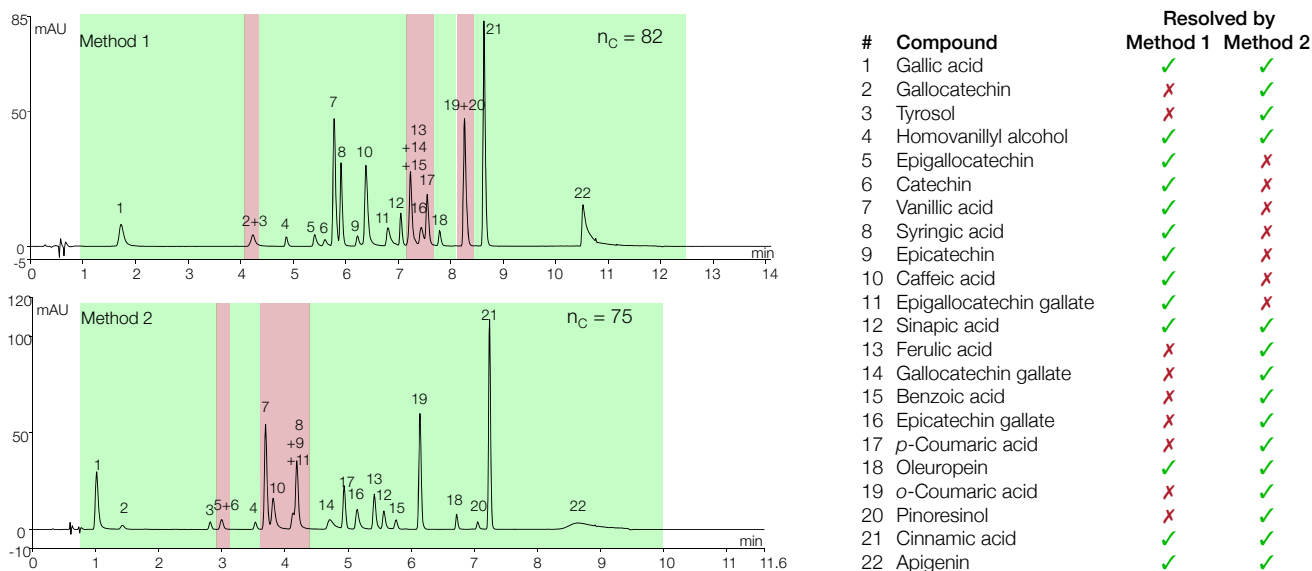 85
mAU
Method 1
n_C = 82
50
0
-5
1
2+3
4
5
6
7
8
9
10
11
12
13
+14
+15
16
17
18
19+20
21
22
min
0 1 2 3 4 5 6 7 8 9 10 11 12 13 14
120
mAU
Method 2
n_C = 75
100
50
0
-10
1
2
3
5+6
4
7
10
8
+9
+11
14
17
16
13
12
15
19
18
20
21
22
min
0 1 2 3 4 5 6 7 8 9 10 11 11.6
Resolved by
# Compound Method 1 Method 2
1 Gallic acid ✓ ✓
2 Gallocatechin ✗ ✓
3 Tyrosol ✗ ✓
4 Homovanillyl alcohol ✓ ✓
5 Epigallocatechin ✓ ✗
6 Catechin ✓ ✗
7 Vanillic acid ✓ ✗
8 Syringic acid ✓ ✗
9 Epicatechin ✓ ✗
10 Caffeic acid ✓ ✗
11 Epigallocatechin gallate ✓ ✗
12 Sinapic acid ✓ ✓
13 Ferulic acid ✗ ✓
14 Gallocatechin gallate ✗ ✓
15 Benzoic acid ✗ ✓
16 Epicatechin gallate ✗ ✓
17 p-Coumaric acid ✗ ✓
18 Oleuropein ✓ ✓
19 o-Coumaric acid ✗ ✓
20 Pinoresinol ✗ ✓
21 Cinnamic acid ✓ ✓
22 Apigenin ✓ ✓